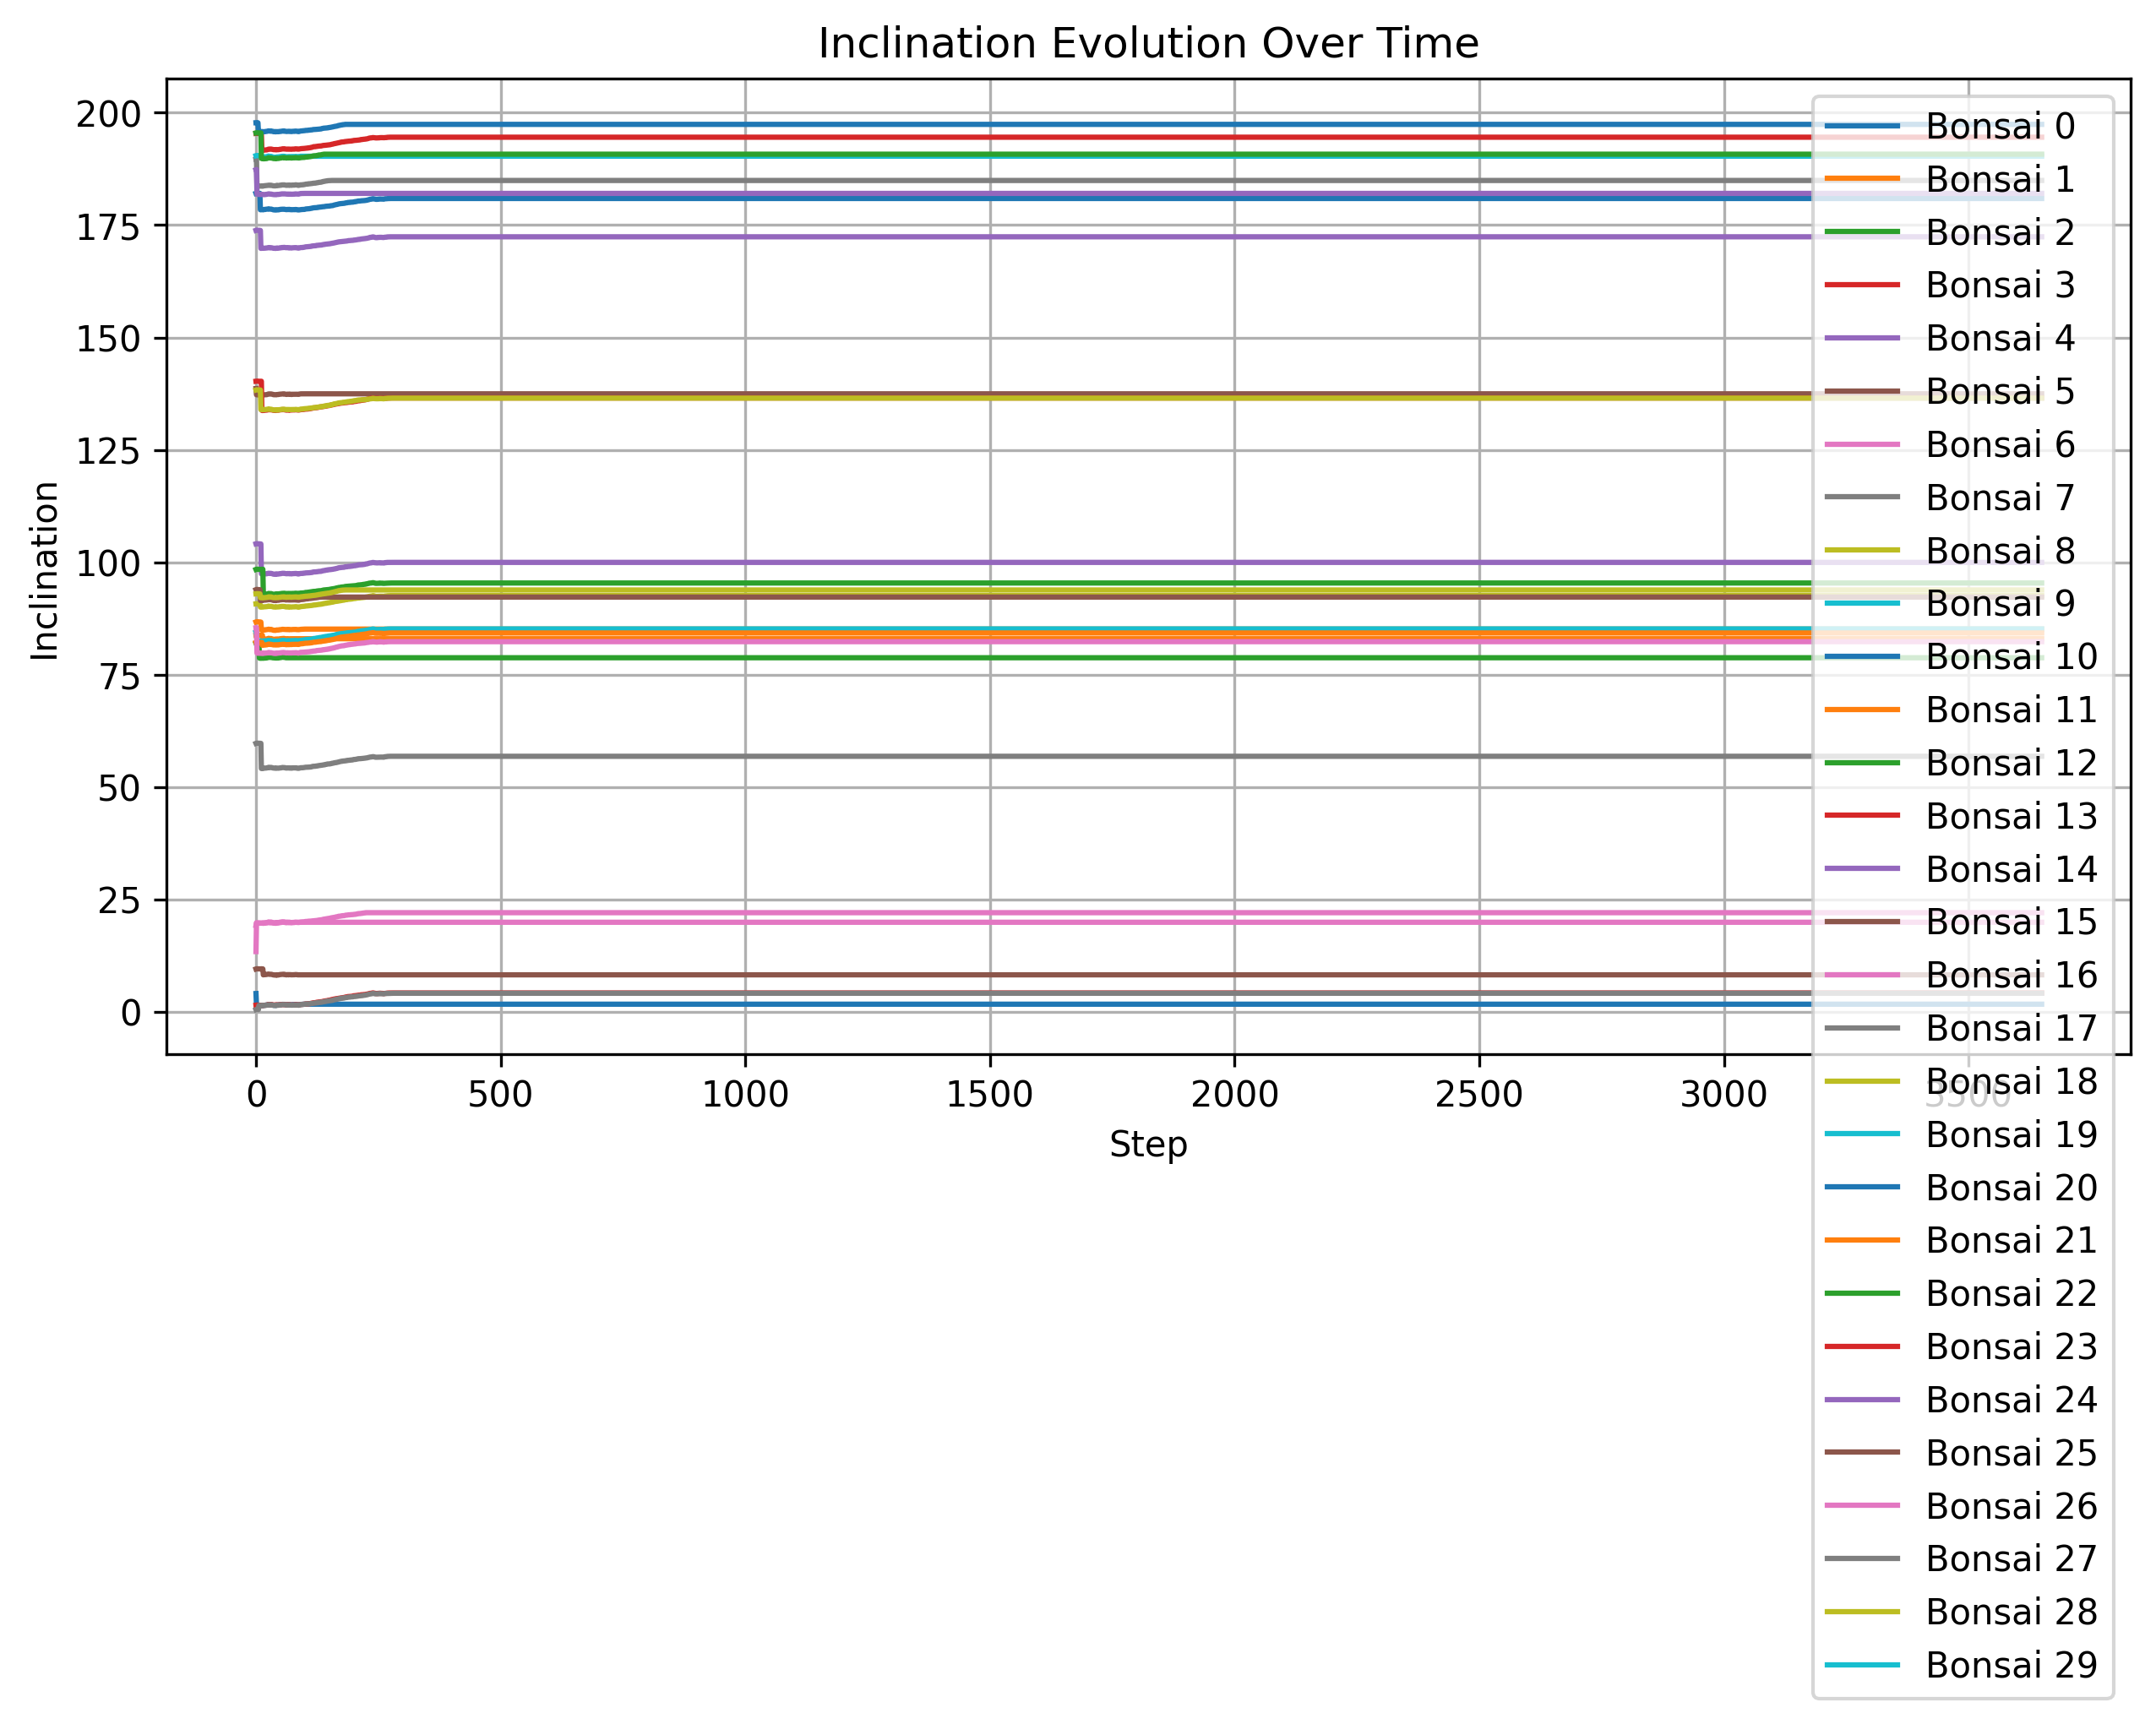 Inclination Evolution Over Time
200
175
150
125
100
75
50
25
0
Inclination
0 500 1000 1500 2000 2500 3000 3500
Step
Bonsai 0
Bonsai 1
Bonsai 2
Bonsai 3
Bonsai 4
Bonsai 5
Bonsai 6
Bonsai 7
Bonsai 8
Bonsai 9
Bonsai 10
Bonsai 11
Bonsai 12
Bonsai 13
Bonsai 14
Bonsai 15
Bonsai 16
Bonsai 17
Bonsai 18
Bonsai 19
Bonsai 20
Bonsai 21
Bonsai 22
Bonsai 23
Bonsai 24
Bonsai 25
Bonsai 26
Bonsai 27
Bonsai 28
Bonsai 29